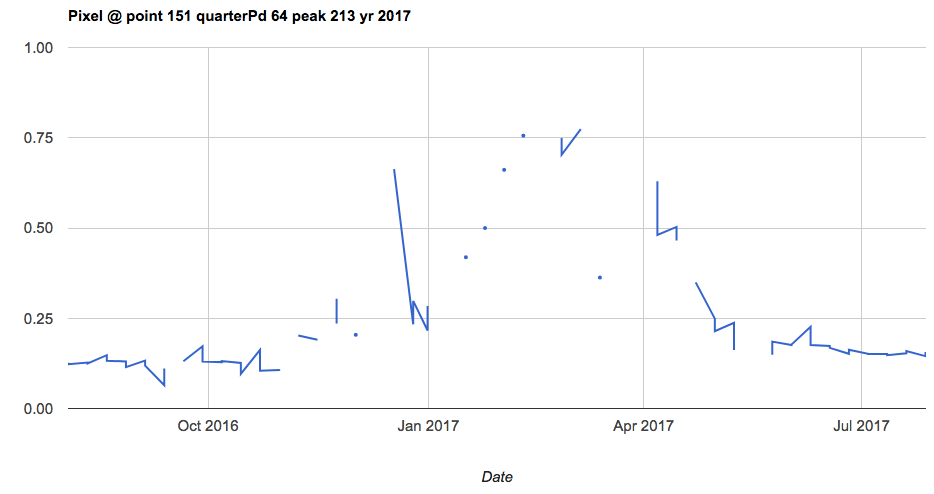 Pixel @ point 151 quarterPd 64 peak 213 yr 2017
1.00
0.75
0.50
0.25
0.00
Oct 2016 Jan 2017 Apr 2017 Jul 2017
Date